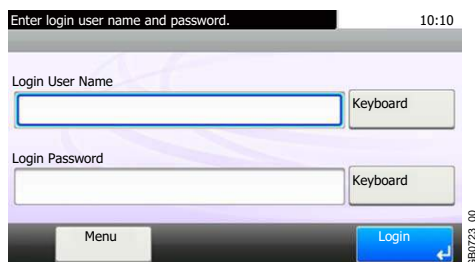 Enter login user name and password.
10:10
Login User Name
Keyboard
Login Password
Keyboard
Menu
Login